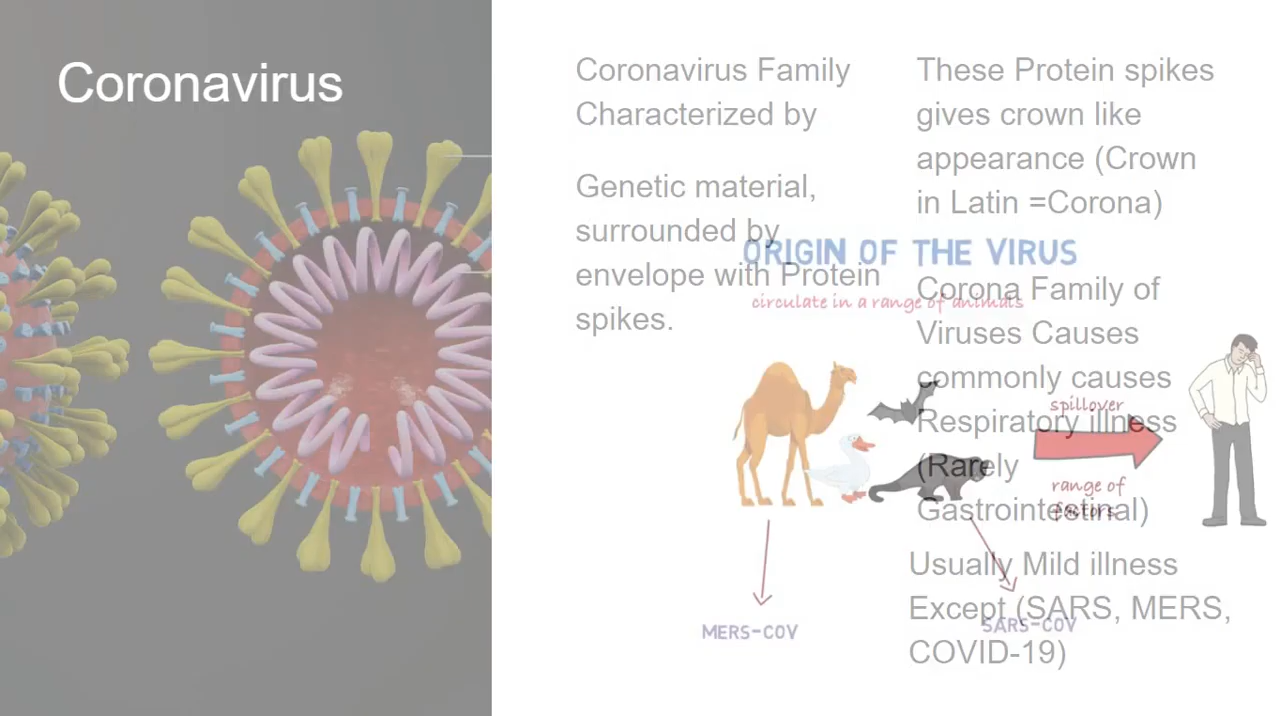 Coronavirus
Coronavirus Family
Characterized by
Genetic material,
surrounded by
envelope with Protein
spikes.
These Protein spikes
gives crown like
appearance (Crown
in Latin =Corona)
Corona Family of
Viruses Causes
commonly causes
Respiratory illness
(Rarely
Gastrointestinal)
Usually Mild illness
Except (SARS, MERS,
COVID-19)
ORIGIN OF THE VIRUS
circulate in a range of animals
spillover
range of
factors
MERS-COV
SARS-COV